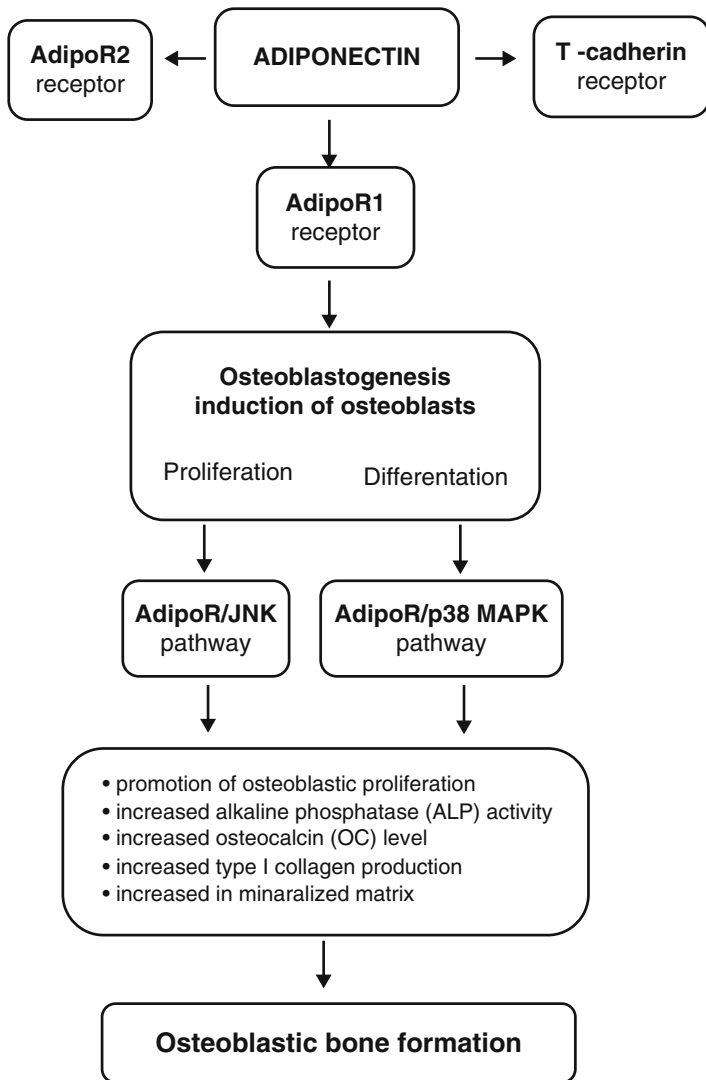 AdipoR2
receptor
ADIPONECTIN
T -cadherin
receptor
AdipoR1
receptor
Osteoblastogenesis
induction of osteoblasts
Proliferation
Differentation
AdipoR/JNK
pathway
AdipoR/p38 MAPK
pathway
• promotion of osteoblastic proliferation
• increased alkaline phosphatase (ALP) activity
• increased osteocalcin (OC) level
• increased type I collagen production
• increased in minaralized matrix
Osteoblastic bone formation